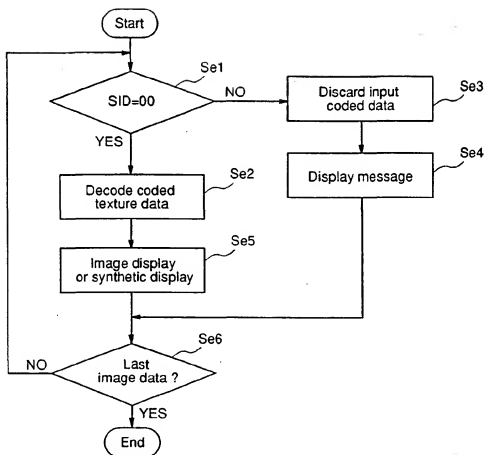 Start
Se1
SID=00
NO
YES
Discard input
coded data
Se3
Decode coded
texture data
Se2
Display message
Se4
Image display
or synthetic display
Se5
Se6
Last
image data ?
NO
YES
End